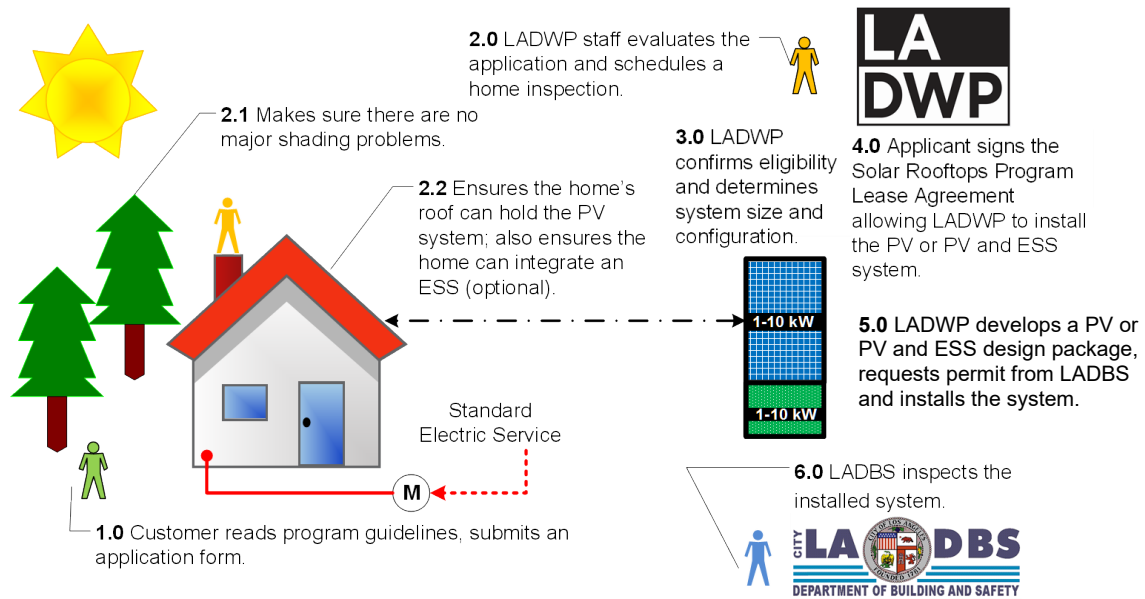 1.0 Customer reads program guidelines, submits an
application form.
2.0 LADWP staff evaluates the
application and schedules a
home inspection.
2.1 Makes sure there are no
major shading problems.
2.2 Ensures the home's
roof can hold the PV
system; also ensures the
home can integrate an
ESS (optional).
3.0 LADWP
confirms eligibility
and determines
system size and
configuration.
1-10 kW
1-10 kW
LA
DWP
4.0 Applicant signs the
Solar Rooftops Program
Lease Agreement
allowing LADWP to install
the PV or PV and ESS
system.
5.0 LADWP develops a PV or
PV and ESS design package,
requests permit from LADBS
and installs the system.
Standard
Electric Service
M
6.0 LADBS inspects the
installed system.
CITY
LA DBS
CITY OF LOS ANGELES
FOUNDED 1781
DEPARTMENT OF BUILDING AND SAFETY